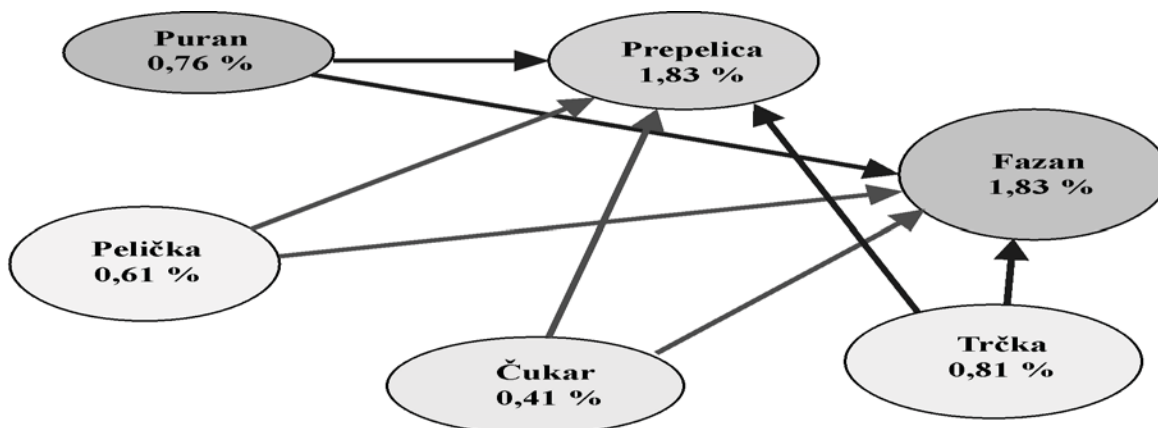 Puran
0,76 %
Prepelica
1,83 %
Fazan
1,83 %
Pelička
0,61 %
Čukar
0,41 %
Trčka
0,81 %